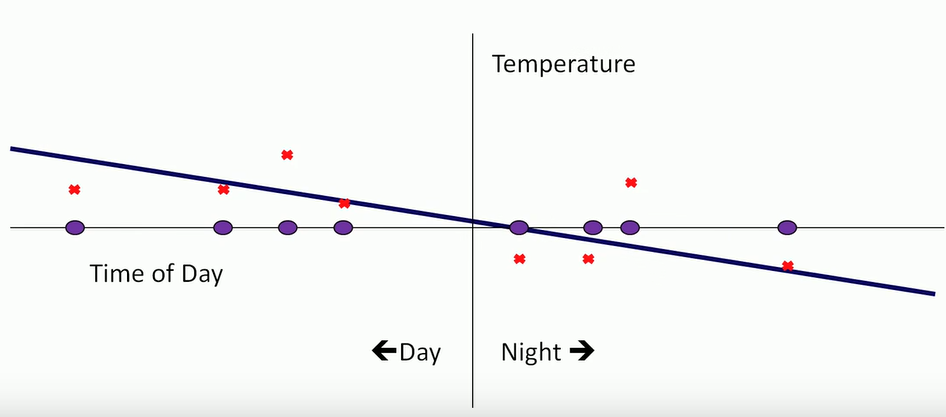 Temperature
Time of Day
🡸Day
Night 🡺